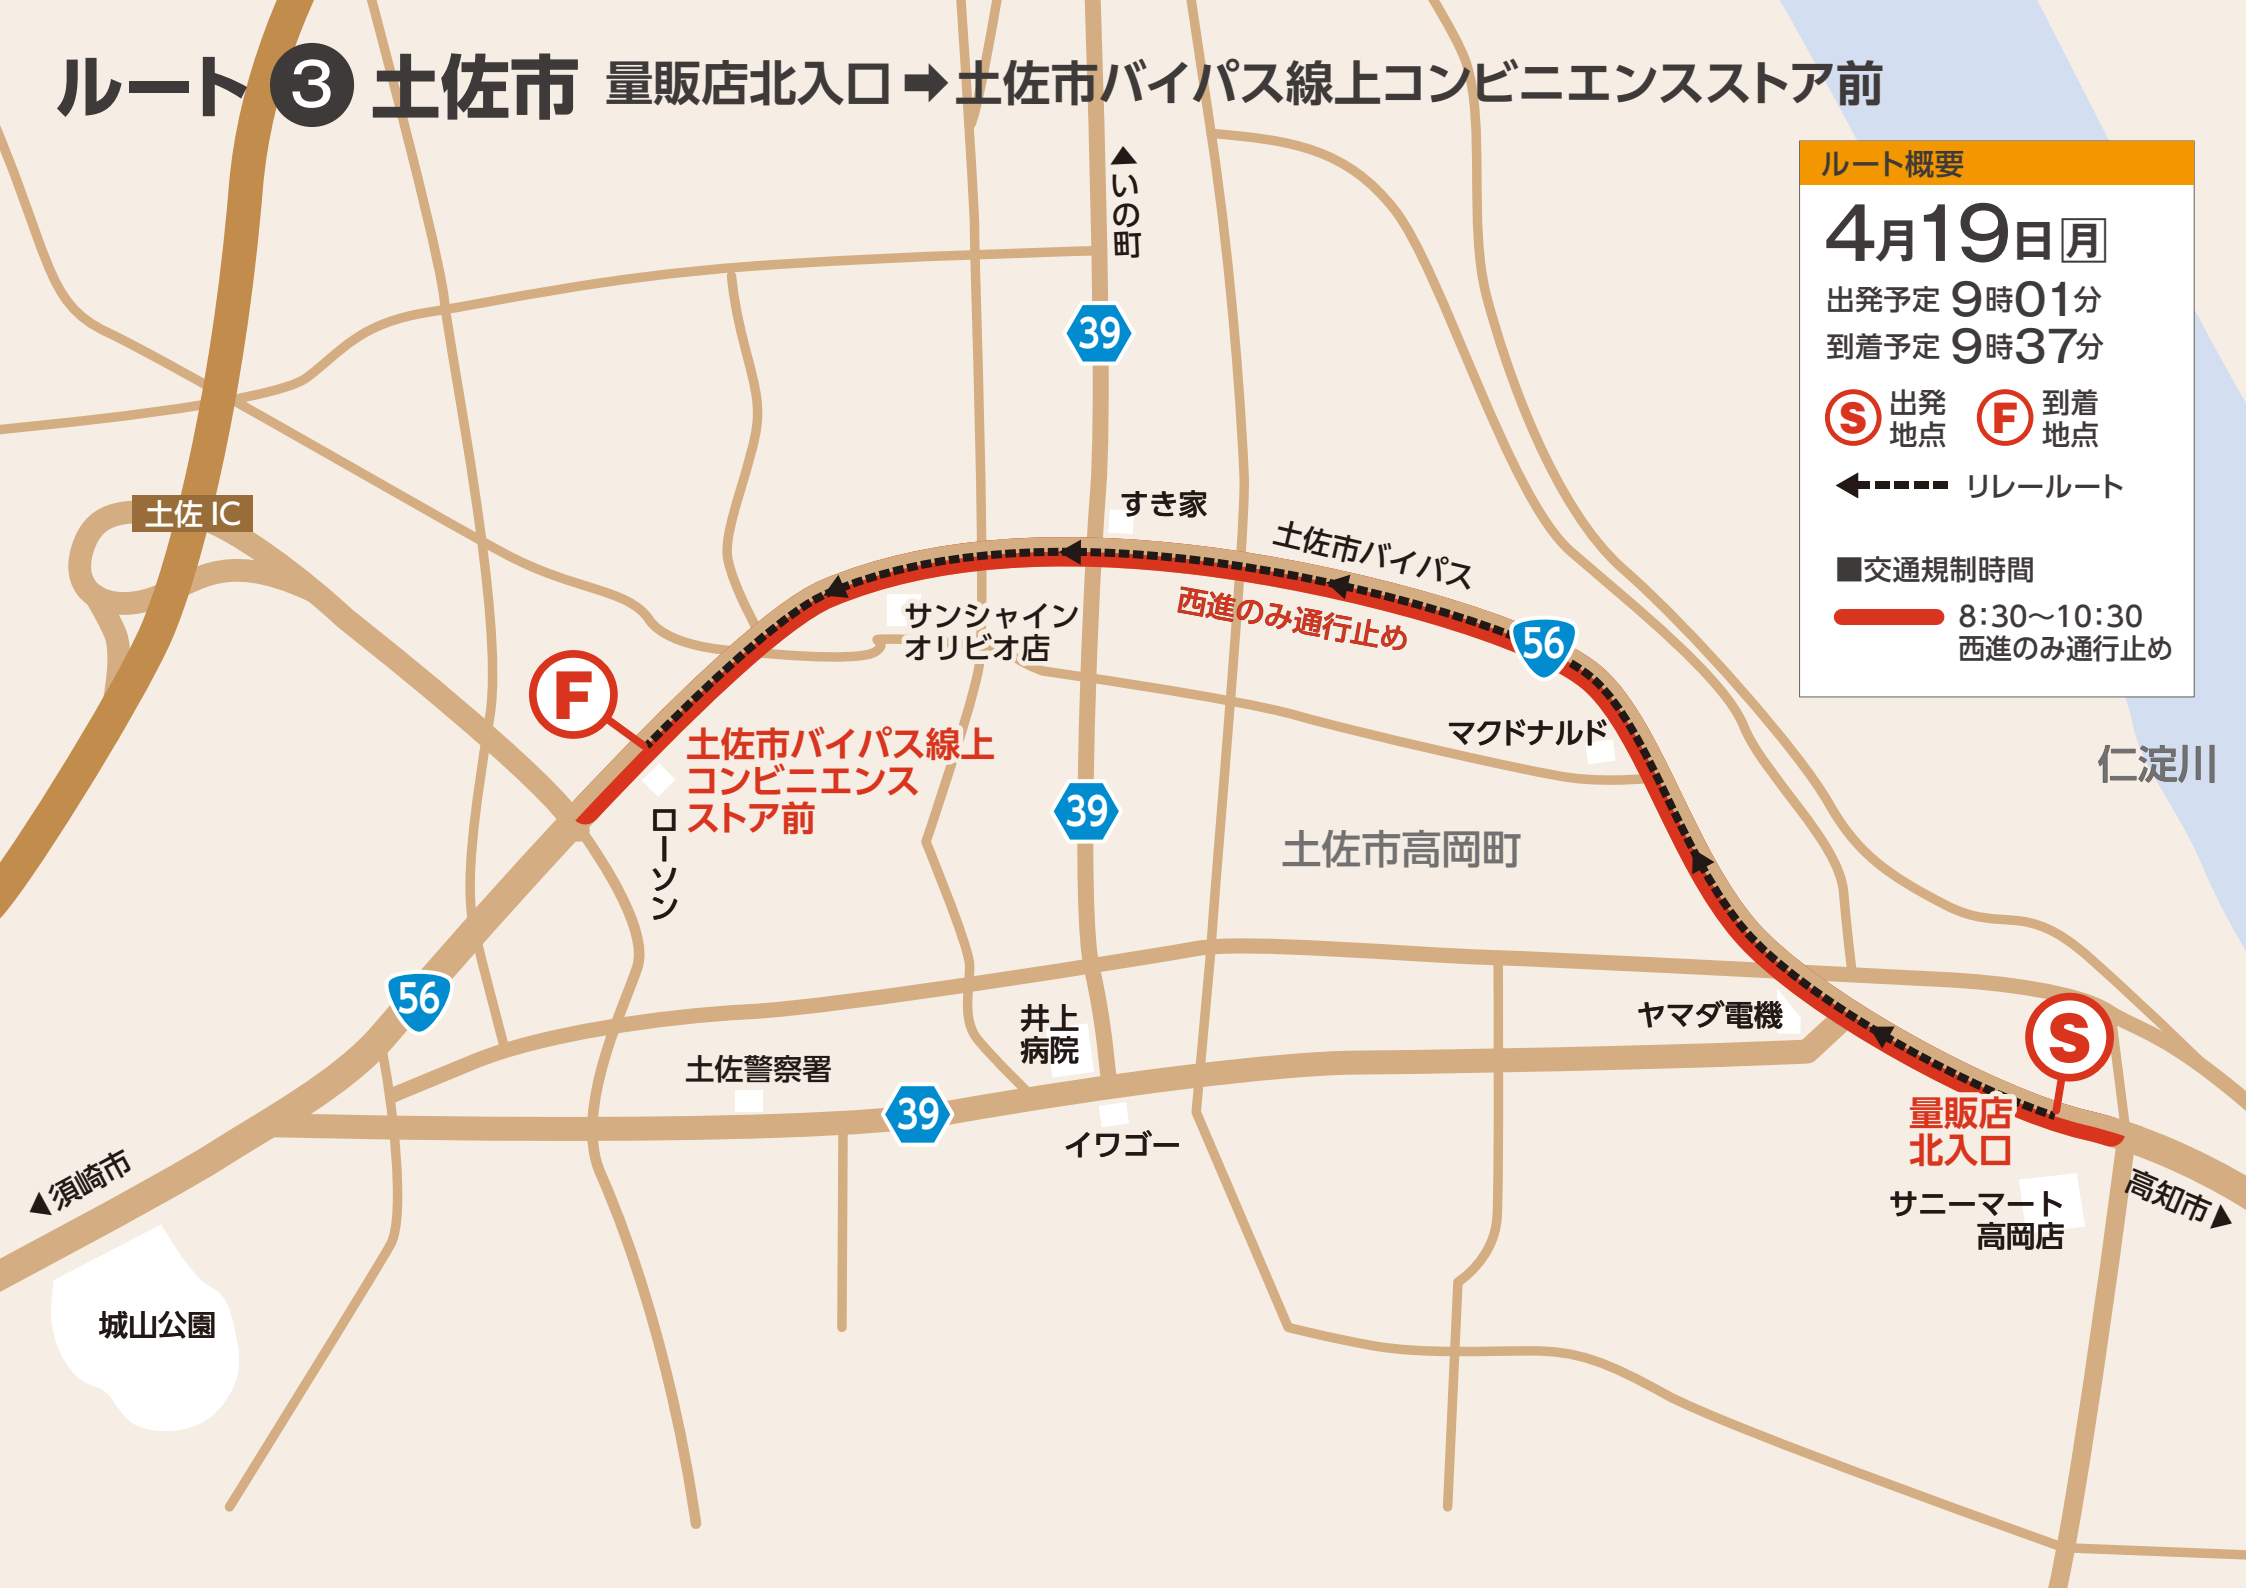 ルート 3 土佐市 量販店北入口➡土佐市バイパス線上コンビニエンスストア前
ルート概要
4月19日月
出発予定 9時01分
到着予定 9時37分
S 出発
地点
F 到着
地点
リレールート
■交通規制時間
8:30〜10:30
西進のみ通行止め
▲いの町
39
土佐 IC
すき家
土佐市バイパス
西進のみ通行止め
56
サンシャイン
オリビオ店
F
土佐市バイパス線上
コンビニエンス
ストア前
ローソン
マクドナルド
仁淀川
39
土佐市高岡町
56
ヤマダ電機
S
井上
病院
土佐警察署
39
イワゴー
量販店
北入口
サニーマート
高岡店
高知市▶
◀須崎市
城山公園